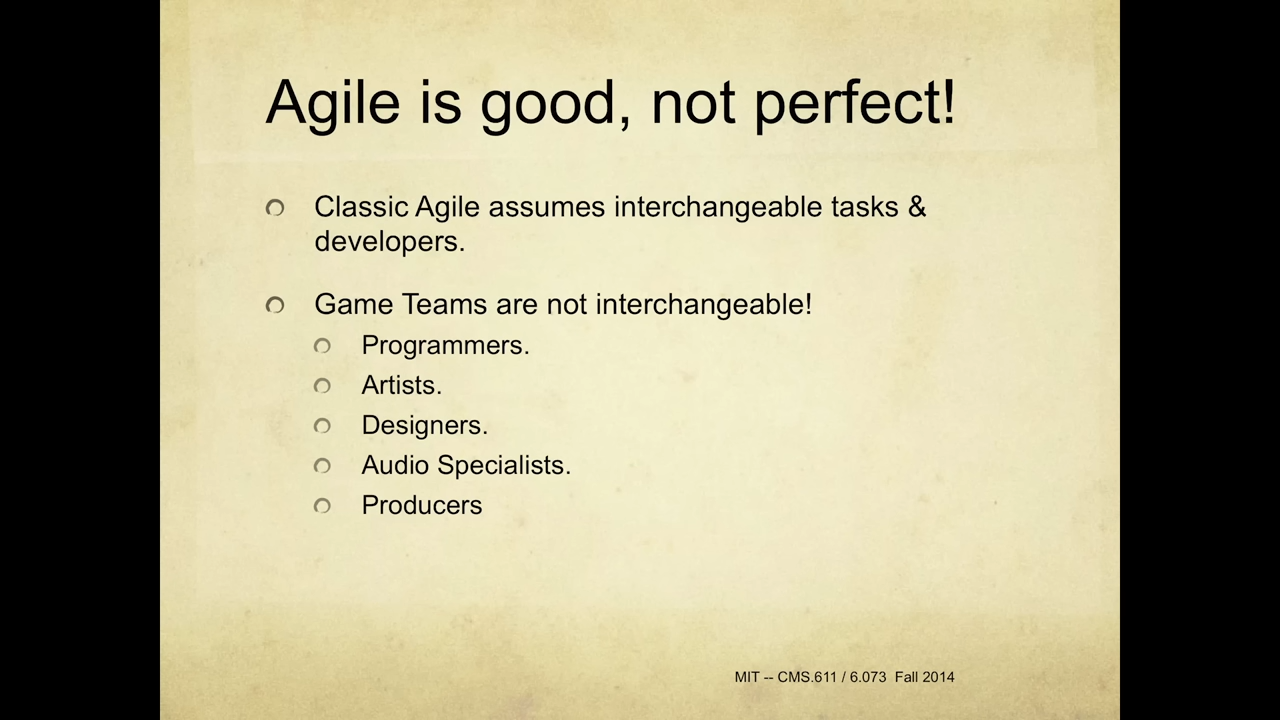 Agile is good, not perfect!
Classic Agile assumes interchangeable tasks &
developers.
Game Teams are not interchangeable!
Programmers.
Artists.
Designers.
Audio Specialists.
Producers
MIT -- CMS.611 / 6.073 Fall 2014